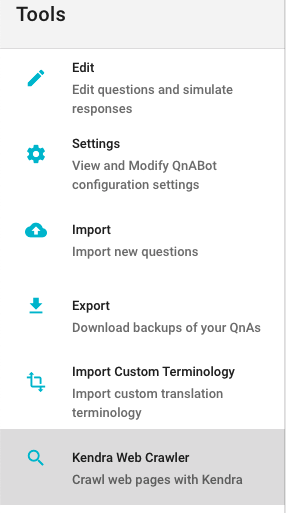 Tools
Edit
Edit questions and simulate
responses
Settings
View and Modify QnABot
configuration settings
Import
Import new questions
Export
Download backups of your QnAs
Import Custom Terminology
Import custom translation
terminology
Kendra Web Crawler
Crawl web pages with Kendra